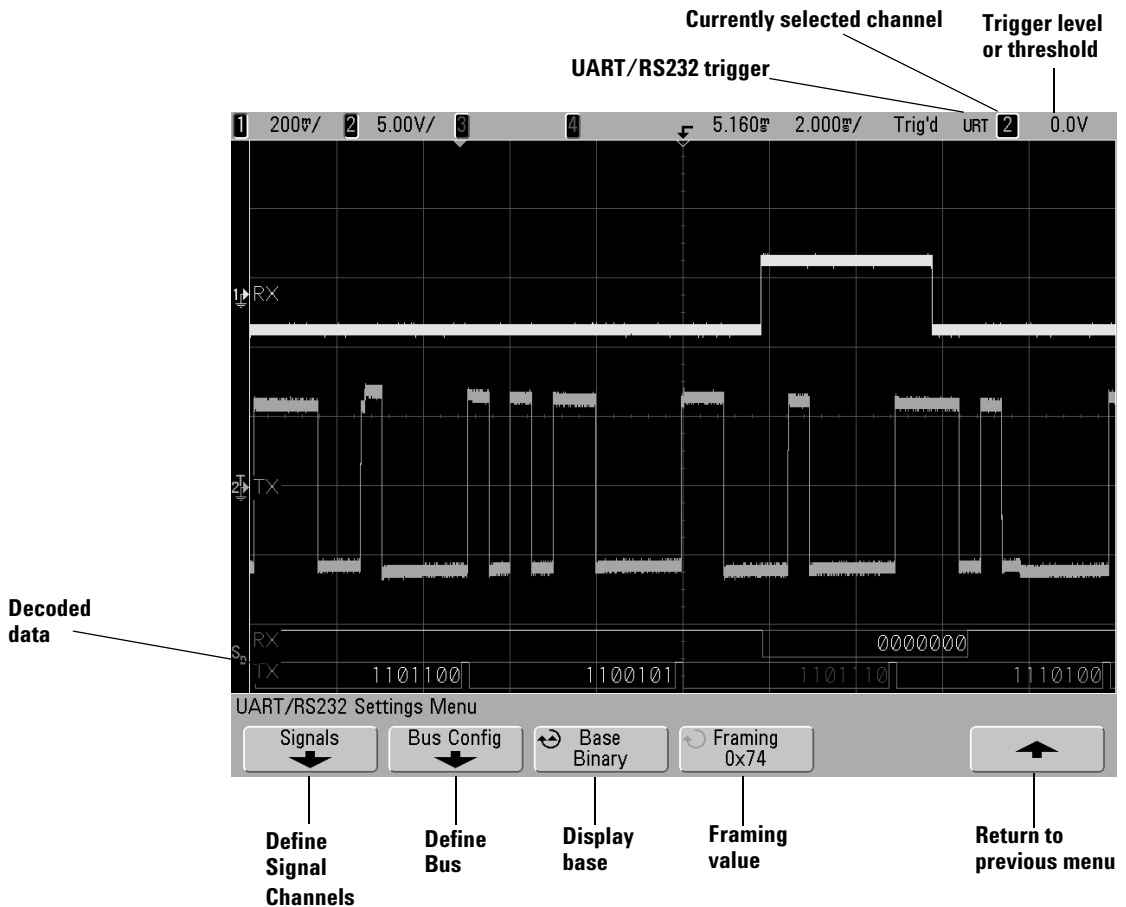 Currently selected channel
Trigger level
or threshold
UART/RS232 trigger
1 200mV/ 2 5.00V/ 3 4 5.160ms 2.000ms/ Trig'd URT 2 0.0V
1 RX
2 T TX
Decoded
data
RX 0000000
SD
TX 1101100 1100101 1101110 1110100
UART/RS232 Settings Menu
Signals
Bus Config
Base
Binary
Framing
0x74
Define
Signal
Channels
Define
Bus
Display
base
Framing
value
Return to
previous menu